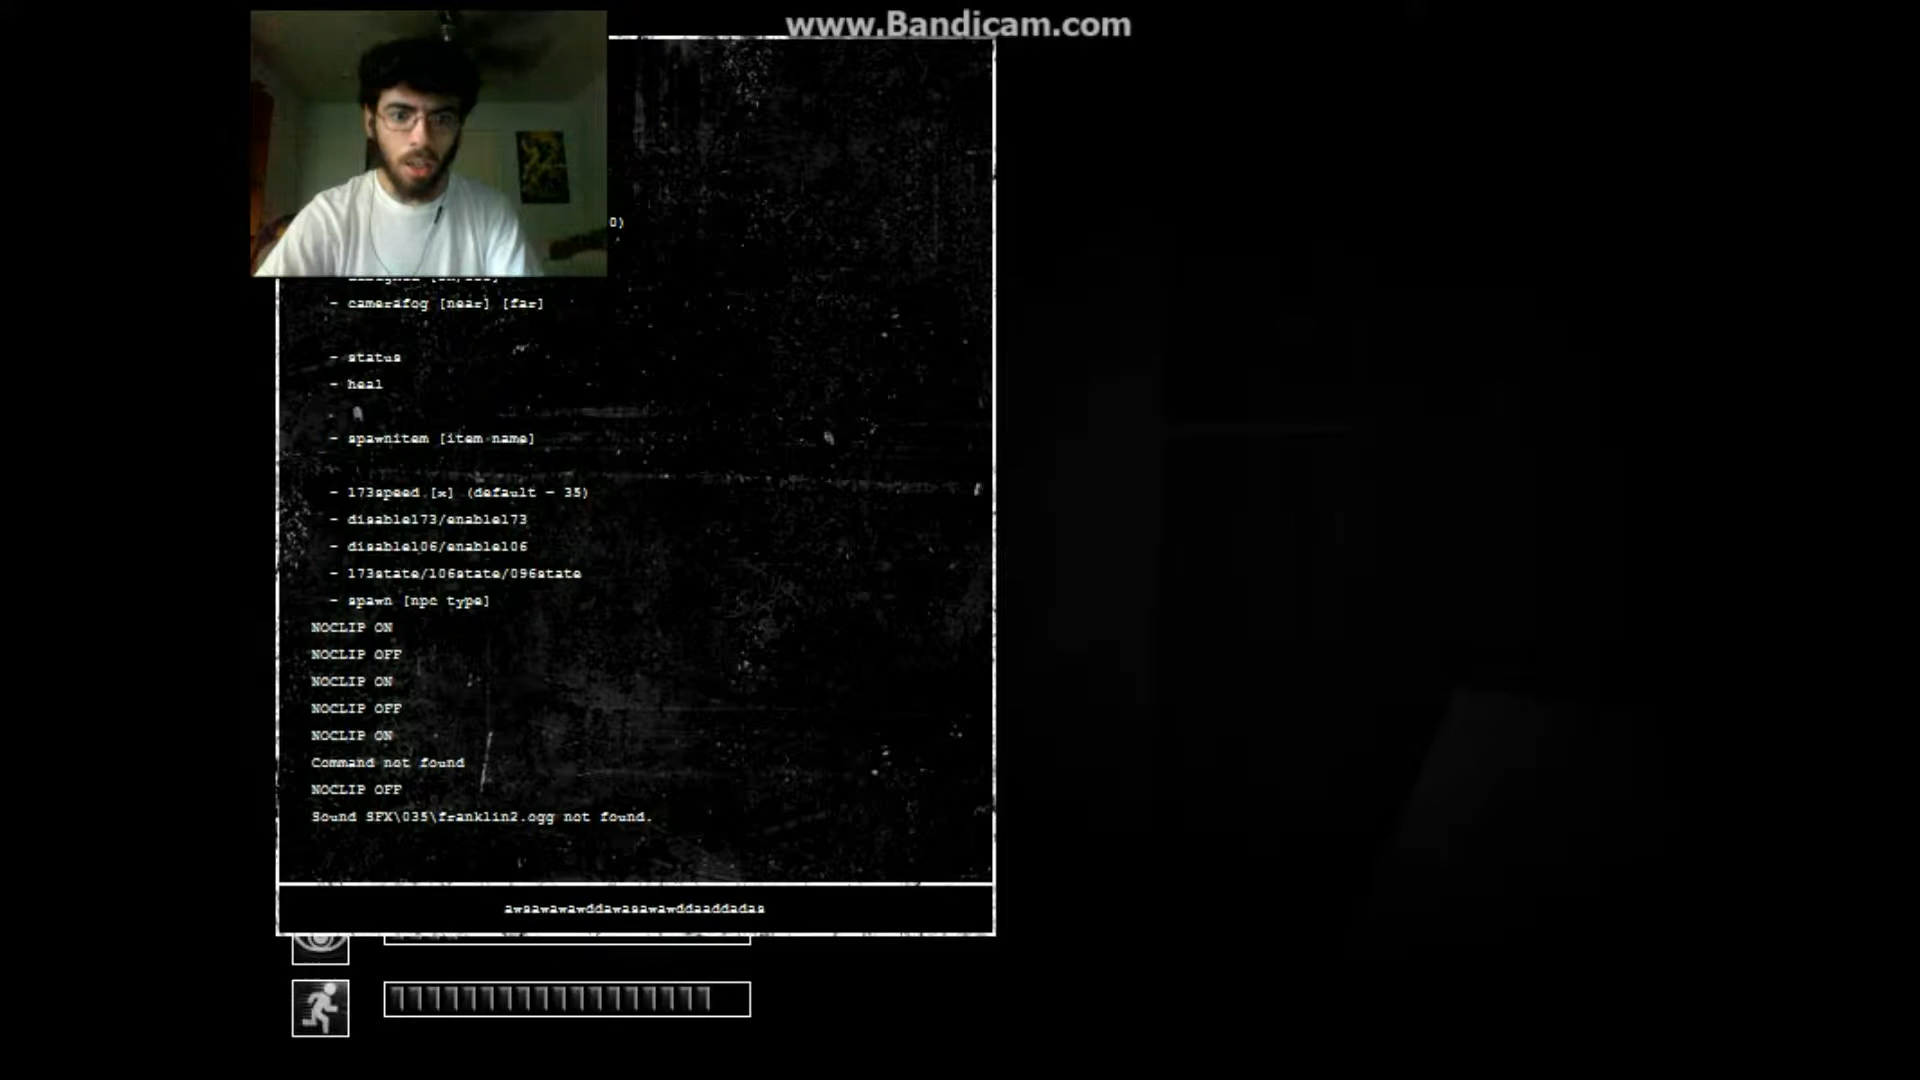 www.Bandicam.com
0)
- camerafog [near] [far]
- status
- heal
- spawnitem [item name]
- 173speed [x] (default - 35)
- disable173/enable173
- disable106/enable106
- 173state/106state/096state
- spawn [npc type]
NOCLIP ON
NOCLIP OFF
NOCLIP ON
NOCLIP OFF
NOCLIP ON
Command not found
NOCLIP OFF
Sound SFX\035\franklin2.ogg not found.
awsawawawddawasawawddaaddadas